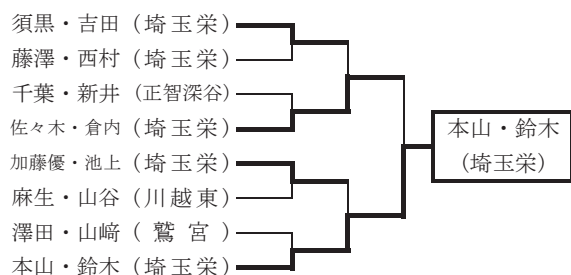 須黒・吉田（埼玉栄）
藤澤・西村（埼玉栄）
千葉・新井（正智深谷）
佐々木・倉内（埼玉栄）
加藤優・池上（埼玉栄）
麻生・山谷（川越東）
澤田・山﨑（鷲宮）
本山・鈴木（埼玉栄）
本山・鈴木
（埼玉栄）